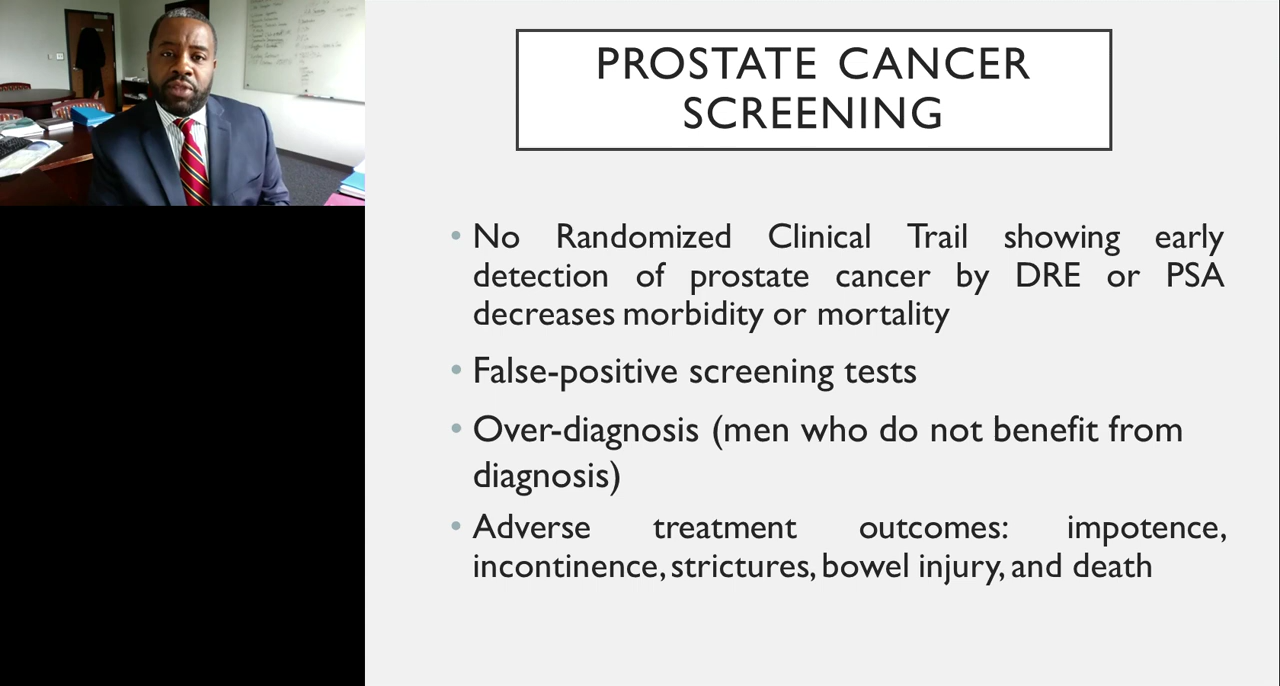 PROSTATE CANCER
SCREENING
• No Randomized Clinical Trail showing early
detection of prostate cancer by DRE or PSA
decreases morbidity or mortality
• False-positive screening tests
• Over-diagnosis (men who do not benefit from
diagnosis)
• Adverse treatment outcomes: impotence,
incontinence, strictures, bowel injury, and death